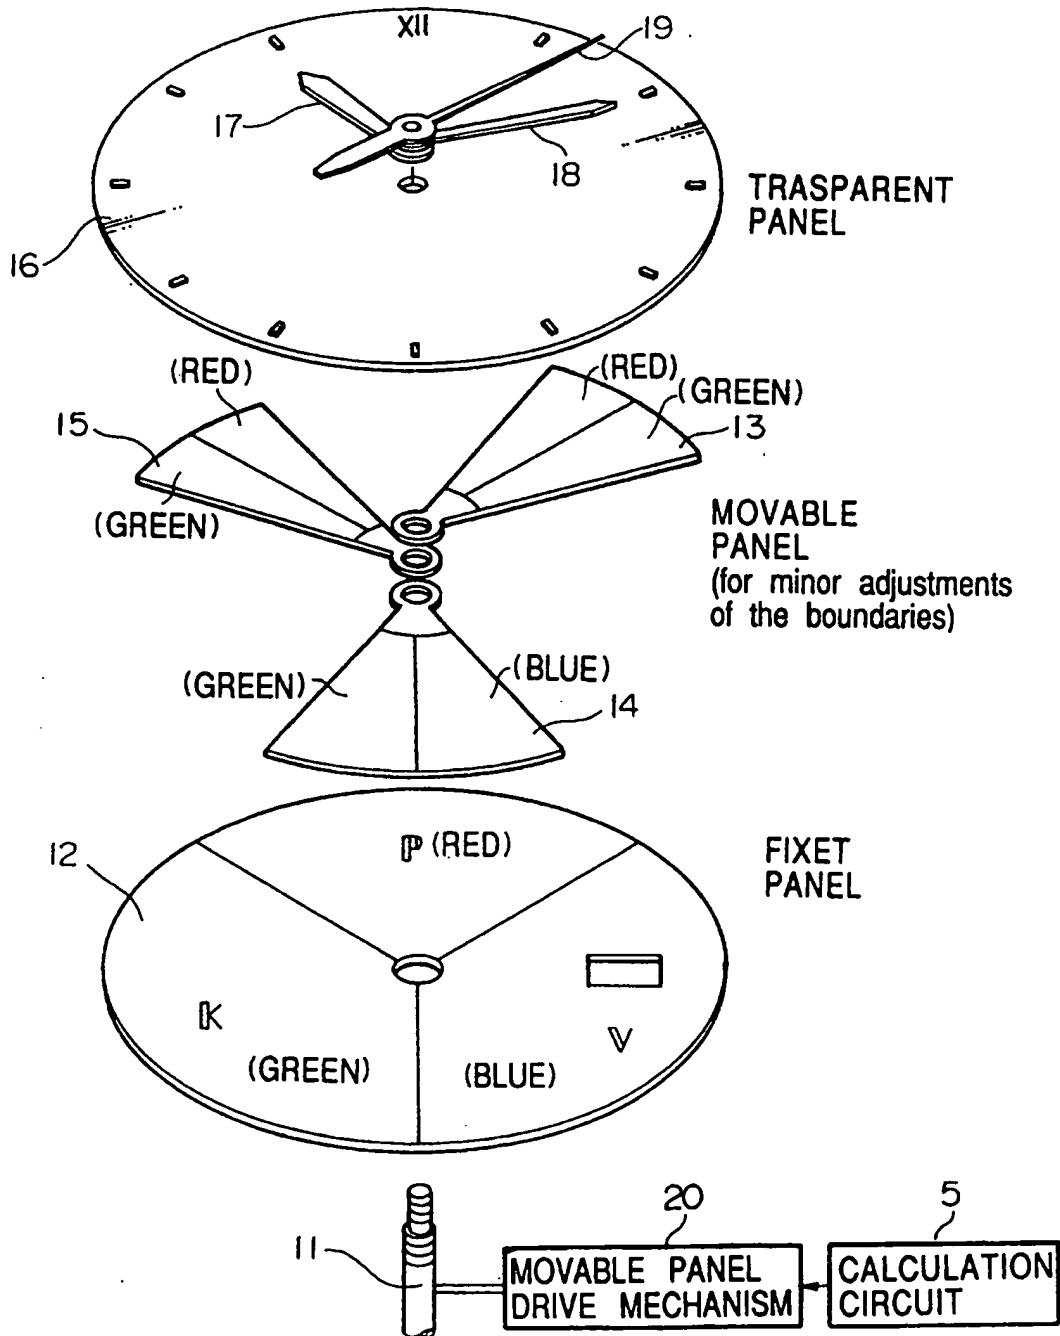 XII
19
17
18
16
TRASPARENT
PANEL
(RED)
(RED)
(GREEN)
15
13
(GREEN)
MOVABLE
PANEL
(for minor adjustments
of the boundaries)
(GREEN)
(BLUE)
14
12
P (RED)
FIXET
PANEL
K
V
(GREEN)
(BLUE)
11
20
5
MOVABLE PANEL
DRIVE MECHANISM
CALCULATION
CIRCUIT